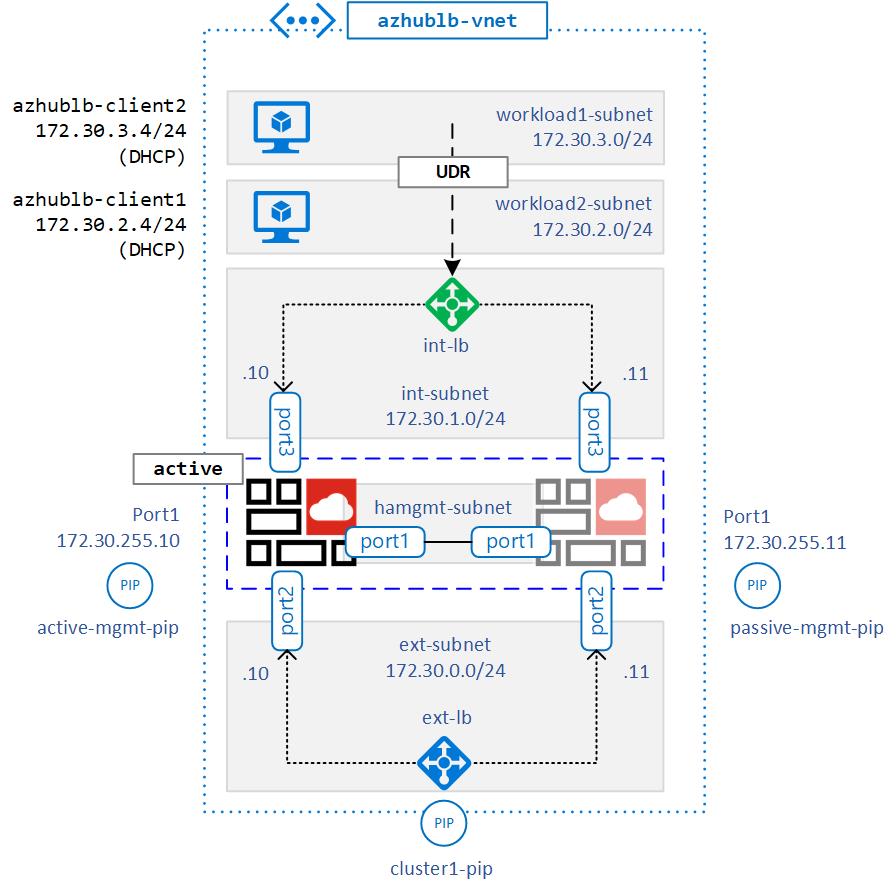 azhublb-vnet
azhublb-client2
172.30.3.4/24
(DHCP)
workload1-subnet
172.30.3.0/24
UDR
azhublb-client1
172.30.2.4/24
(DHCP)
workload2-subnet
172.30.2.0/24
int-lb
.10
.11
int-subnet
172.30.1.0/24
port3
port3
active
hamgmt-subnet
port1
port1
Port1
172.30.255.10
PIP
active-mgmt-pip
Port1
172.30.255.11
PIP
passive-mgmt-pip
port2
port2
ext-subnet
172.30.0.0/24
.10
.11
ext-lb
PIP
cluster1-pip